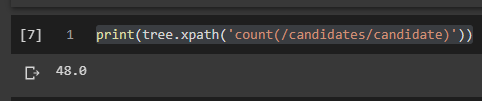 [7] 1 print(tree.xpath('count(/candidates/candidate)'))
48.0